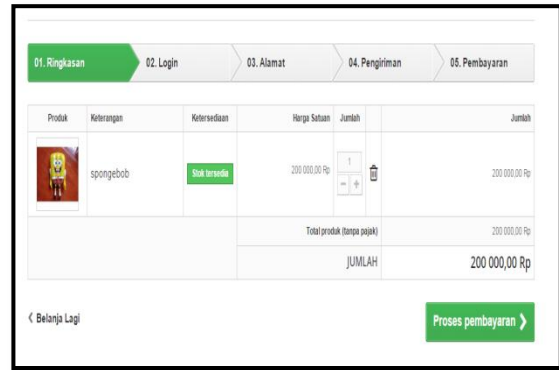 01. Ringkasan 02. Login 03. Alamat 04. Pengiriman 05. Pembayaran
Produk Keterangan Ketersediaan Harga Satuan Jumlah Jumlah
spongebob Stok tersedia 200 000,00 Rp 1 200 000,00 Rp
- +
Total produk (tanpa pajak) 200 000,00 Rp
JUMLAH 200 000,00 Rp
Belanja Lagi Proses pembayaran